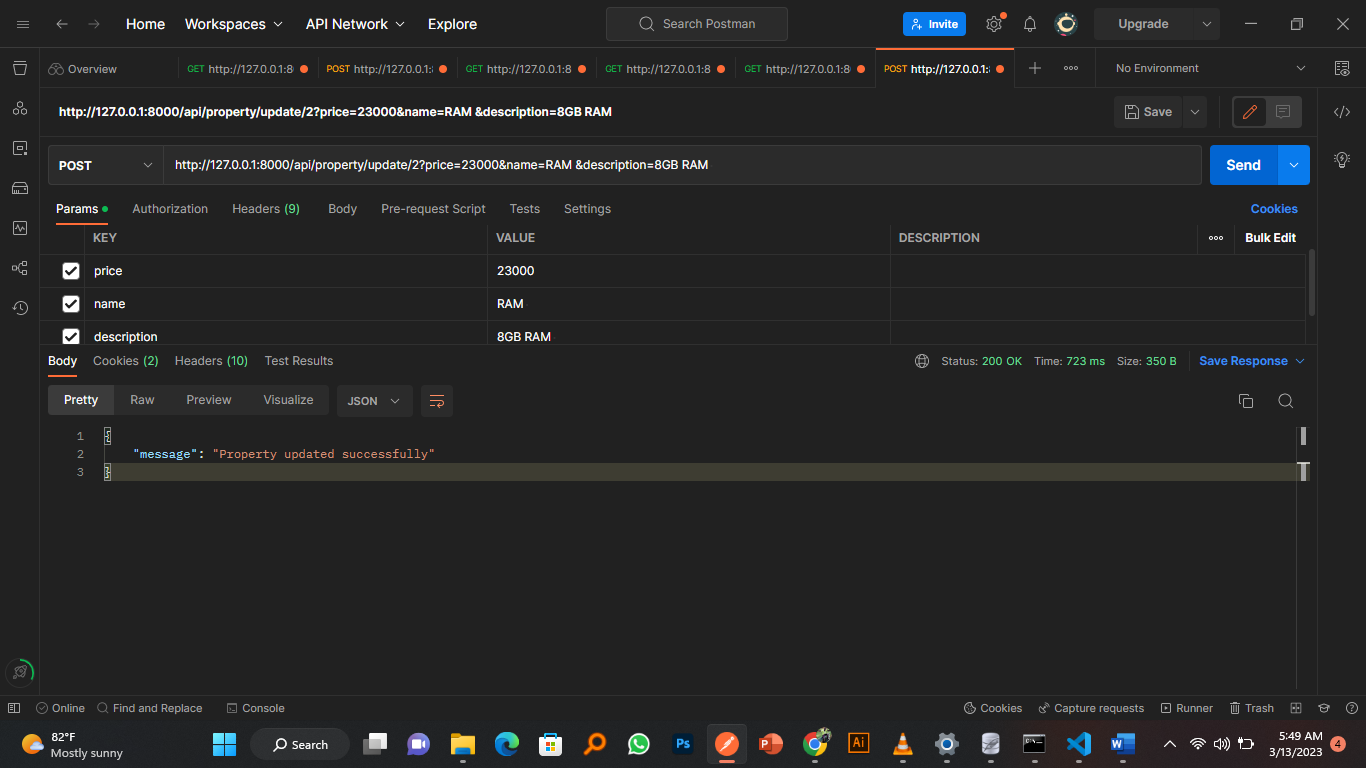 Home Workspaces API Network Explore Search Postman Invite Upgrade
Overview GET http://127.0.0.1:8 POST http://127.0.0.1: GET http://127.0.0.1:8 GET http://127.0.0.1:8 GET http://127.0.0.1:8 POST http://127.0.0.1: No Environment
http://127.0.0.1:8000/api/property/update/2?price=23000&name=RAM &description=8GB RAM Save
POST http://127.0.0.1:8000/api/property/update/2?price=23000&name=RAM &description=8GB RAM Send
Params Authorization Headers (9) Body Pre-request Script Tests Settings Cookies
KEY VALUE DESCRIPTION Bulk Edit
price 23000
name RAM
description 8GB RAM
Body Cookies (2) Headers (10) Test Results Status: 200 OK Time: 723 ms Size: 350 B Save Response
Pretty Raw Preview Visualize JSON
1 {
2 "message": "Property updated successfully"
3 }
Online Find and Replace Console Cookies Capture requests Runner Trash
82°F
Mostly sunny
Search
Ps
P
Ai
W
5:49 AM
3/13/2023
4